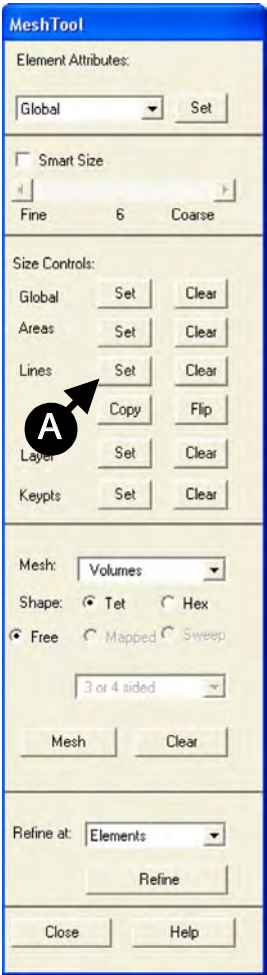 MeshTool
Element Attributes:
Global Set
Smart Size
Fine 6 Coarse
Size Controls:
Global Set Clear
Areas Set Clear
Lines Set Clear
A Copy Flip
Layer Set Clear
Keypts Set Clear
Mesh: Volumes
Shape: Tet Hex
Free Mapped Sweep
3 or 4 sided
Mesh Clear
Refine at: Elements
Refine
Close Help